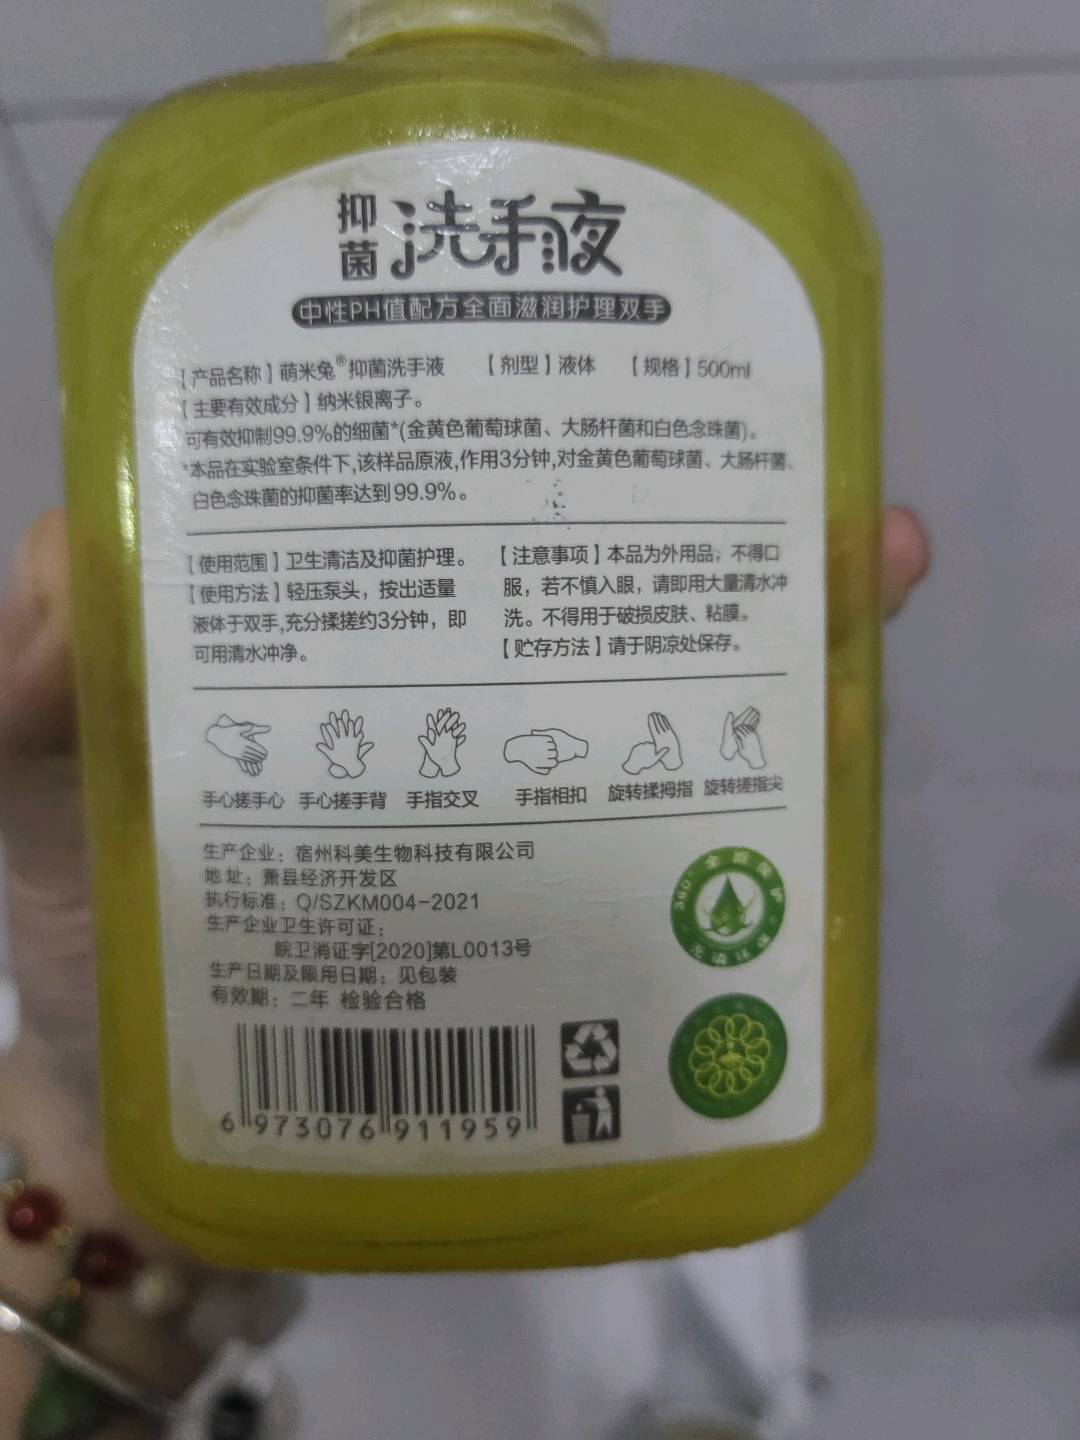 抑菌 洗手液
中性PH值配方全面滋润护理双手
【产品名称】萌米兔®抑菌洗手液 【剂型】液体 【规格】500ml
【主要有效成分】纳米银离子。
可有效抑制99.9%的细菌*(金黄色葡萄球菌、大肠杆菌和白色念珠菌)。
*本品在实验室条件下,该样品原液,作用3分钟,对金黄色葡萄球菌、大肠杆菌、
白色念珠菌的抑菌率达到99.9%。
【使用范围】卫生清洁及抑菌护理。
【使用方法】轻压泵头，按出适量
液体于双手,充分揉搓约3分钟，即
可用清水冲净。
【注意事项】本品为外用品，不得口
服，若不慎入眼，请即用大量清水冲
洗。不得用于破损皮肤、粘膜。
【贮存方法】请于阴凉处保存。
手心搓手心 手心搓手背 手指交叉 手指相扣 旋转揉拇指 旋转搓指尖
生产企业：宿州科美生物科技有限公司
地址：萧县经济开发区
执行标准：Q/SZKM004-2021
生产企业卫生许可证：
皖卫消证字[2020]第L0013号
生产日期及限用日期：见包装
有效期：二年 检验合格
360°全面保护
无磷环保
6 973076 911959